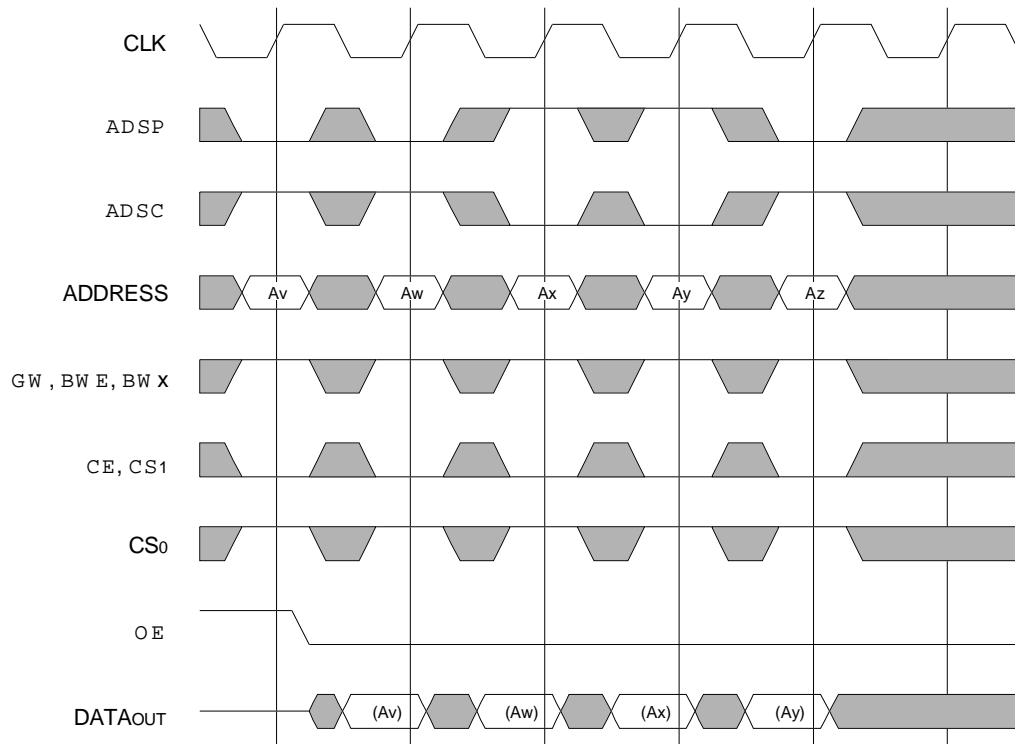 CLK
ADSP
ADSC
ADDRESS Av Aw Ax Ay Az
GW, BWE, BWx
CE, CS1
CS0
OE
DATAOUT (Av) (Aw) (Ax) (Ay)